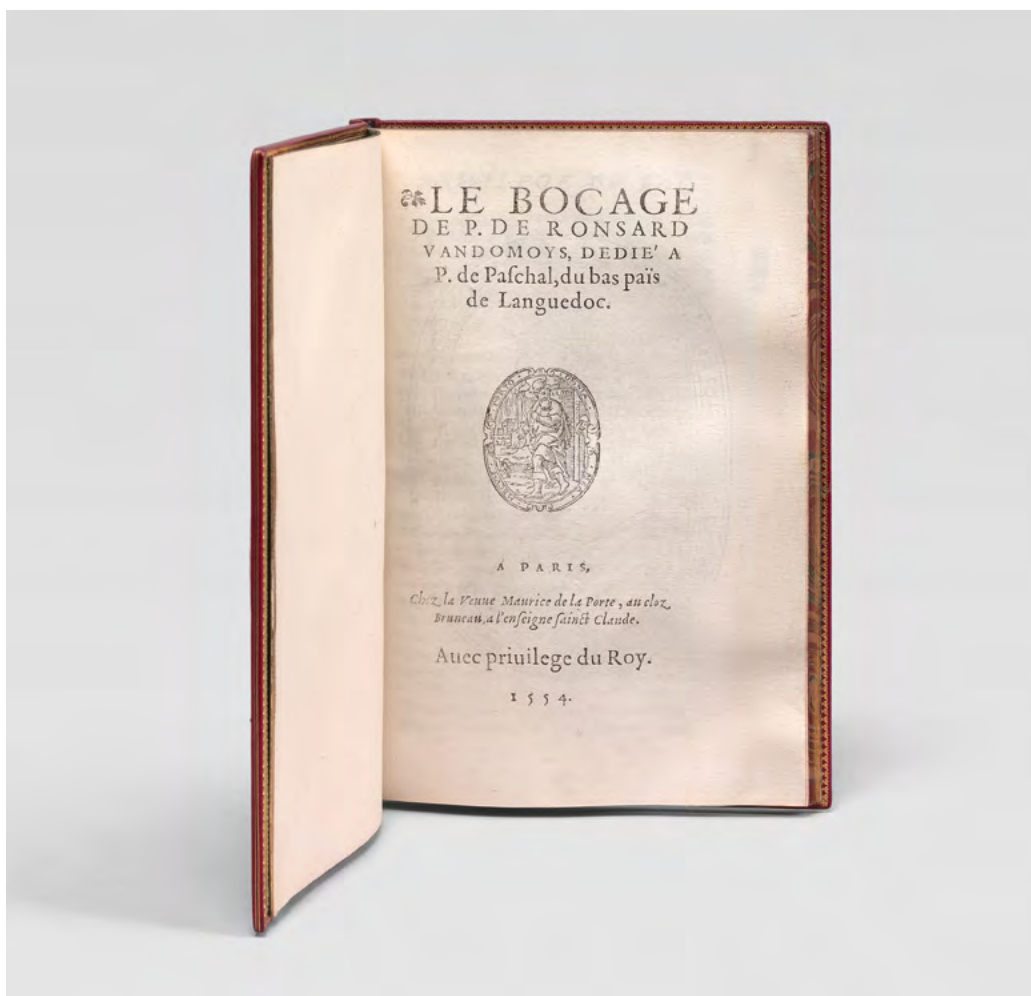 LE BOCAGE
DE P. DE RONSARD
VANDOMOYS, DEDIE' A
P. de Paſchal, du bas païs
de Languedoc.
A PARIS,
Chez la Veuue Maurice de la Porte, au cloz
Bruneau, a l'enſeigne ſainct Claude.
Auec priuilege du Roy.
1554.